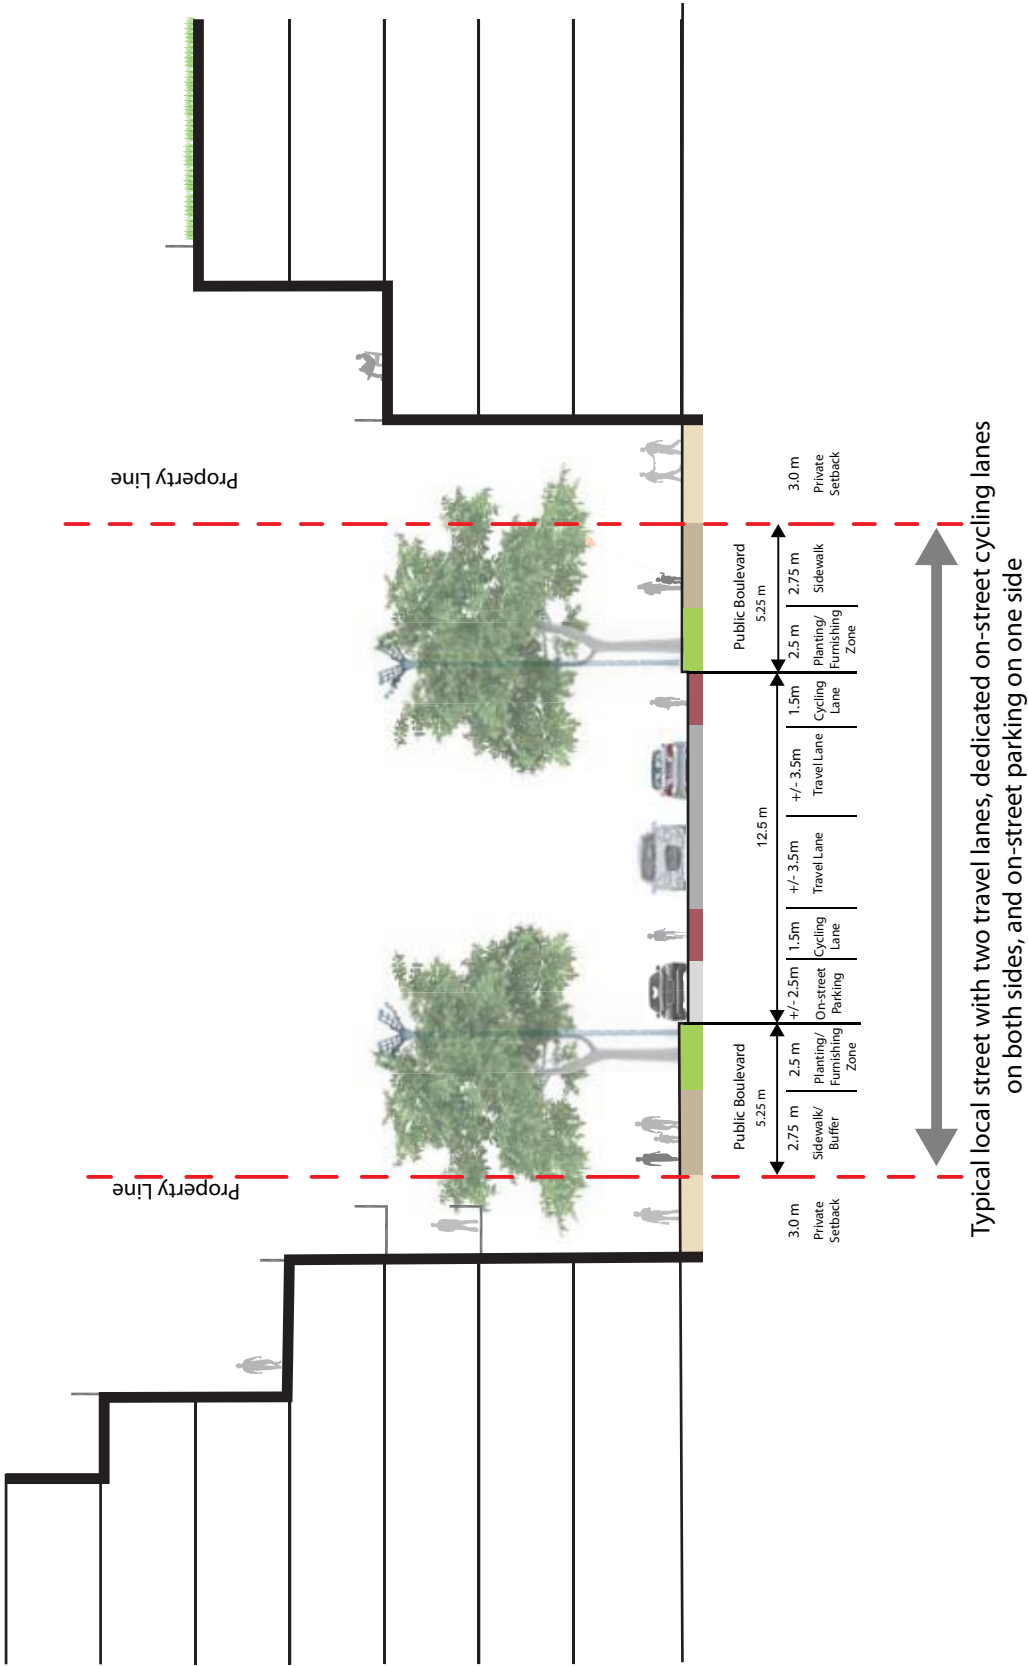 Property Line
Property Line
Public Boulevard
5.25 m
12.5 m
Public Boulevard
5.25 m
3.0 m
Private
Setback
2.75 m
Sidewalk/
Buffer
2.5 m
Planting/
Furnishing
Zone
+/- 2.5m
On-street
Parking
1.5m
Cycling
Lane
+/- 3.5m
Travel Lane
+/- 3.5m
Travel Lane
1.5m
Cycling
Lane
2.5 m
Planting/
Furnishing
Zone
2.75 m
Sidewalk
3.0 m
Private
Setback
Typical local street with two travel lanes, dedicated on-street cycling lanes
on both sides, and on-street parking on one side